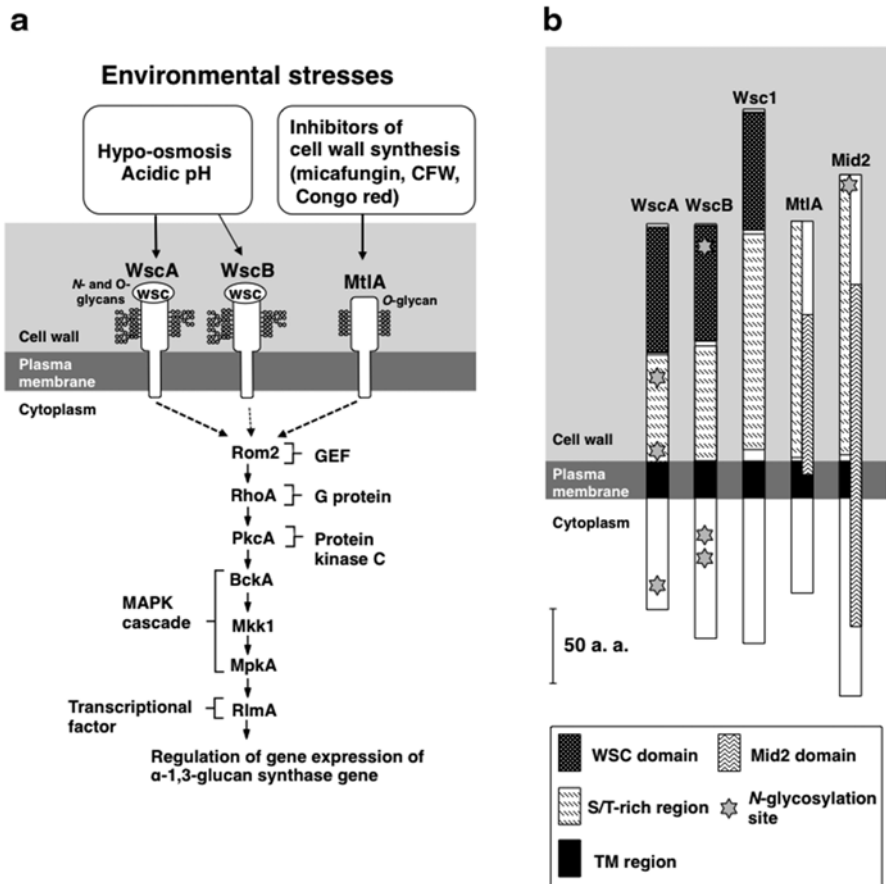 a
Environmental stresses
Hypo-osmosis
Acidic pH
Inhibitors of
cell wall synthesis
(micafungin, CFW,
Congo red)
WscA
WscB
MtlA
N- and O-
glycans
wsc
wsc
O-glycan
Cell wall
Plasma
membrane
Cytoplasm
Rom2
GEF
RhoA
G protein
PkcA
Protein
kinase C
BckA
MAPK
cascade
Mkk1
MpkA
Transcriptional
factor
RlmA
Regulation of gene expression of
α-1,3-glucan synthase gene
b
Wsc1
Mid2
WscA
WscB
MtlA
Cell wall
Plasma
membrane
Cytoplasm
50 a. a.
WSC domain
Mid2 domain
S/T-rich region
N-glycosylation
site
TM region